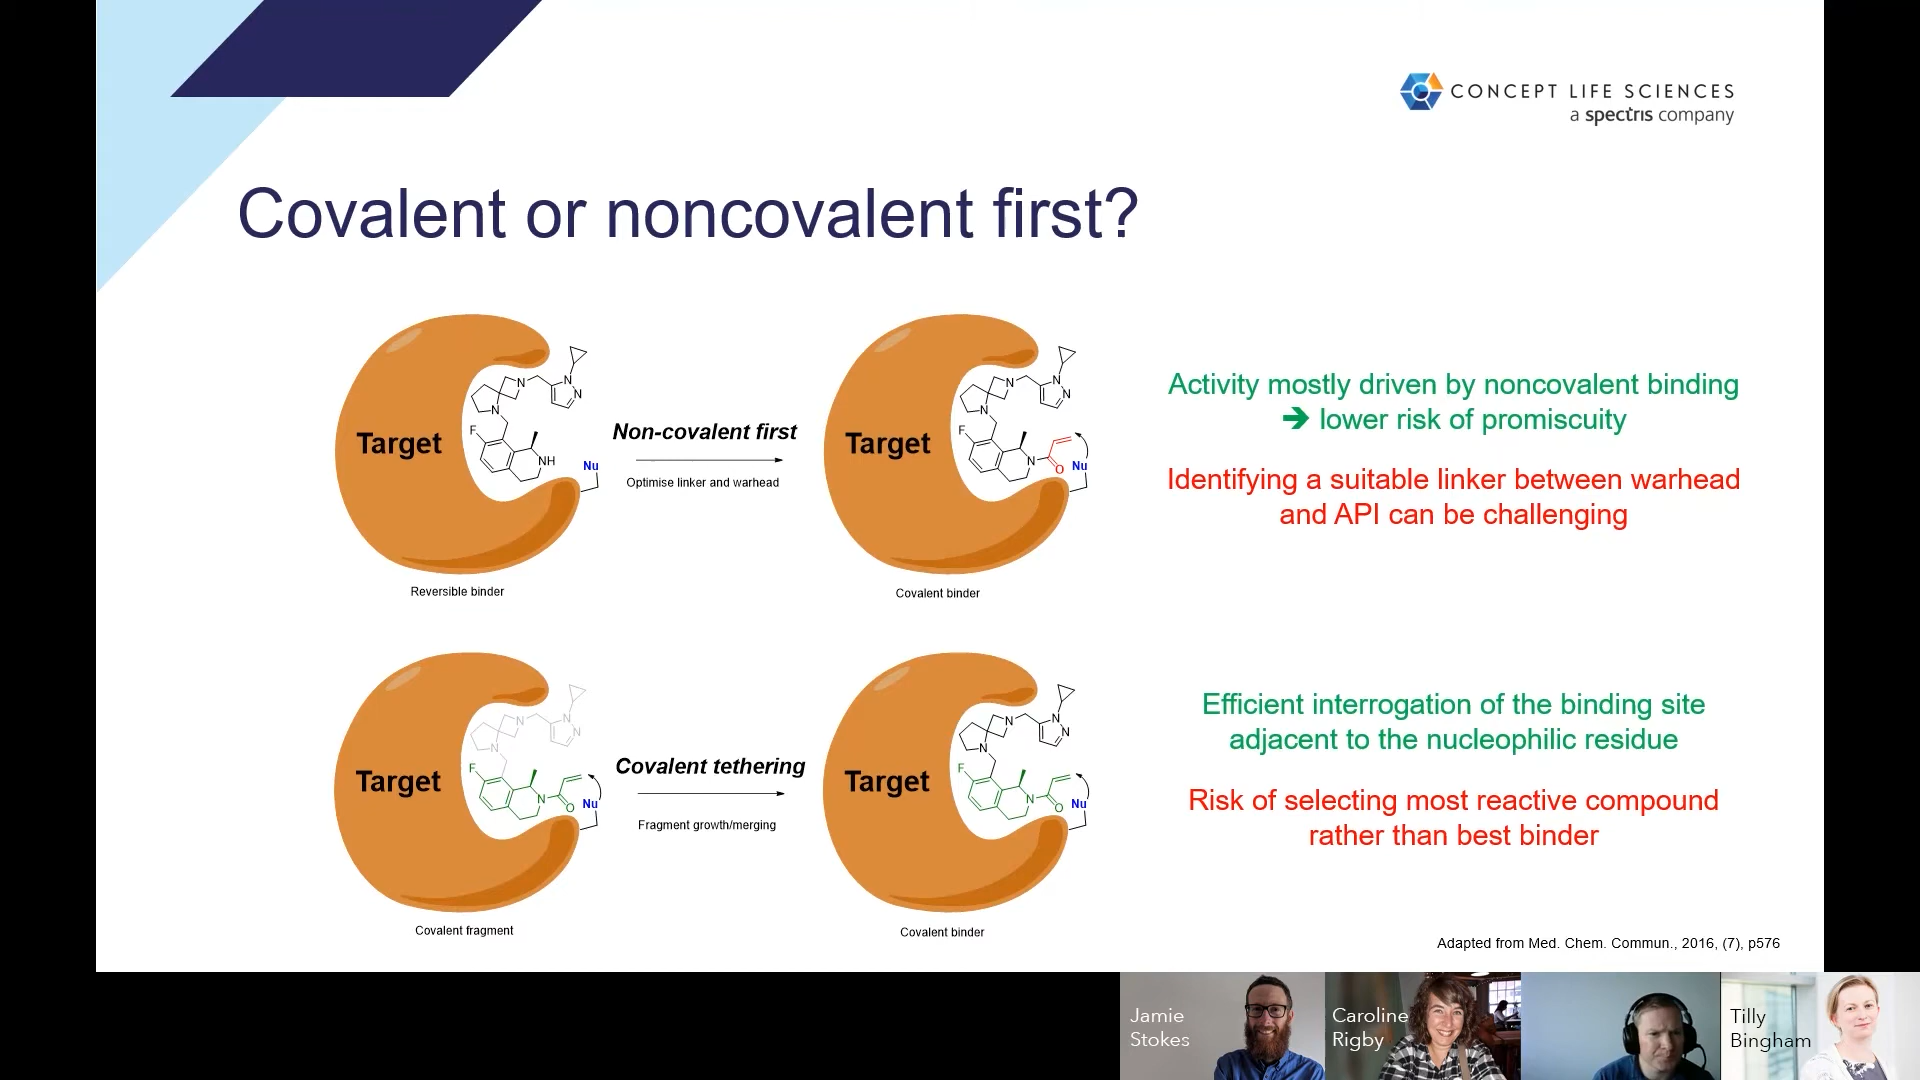 CONCEPT LIFE SCIENCES
a spectris company
Covalent or noncovalent first?
Target
N
N
N
N
F
NH
Nu
Reversible binder
Non-covalent first
Optimise linker and warhead
Target
N
N
N
N
F
N
O
Nu
Covalent binder
Activity mostly driven by noncovalent binding
➔ lower risk of promiscuity
Identifying a suitable linker between warhead
and API can be challenging
Target
N
N
N
N
F
N
O
Nu
Covalent fragment
Covalent tethering
Fragment growth/merging
Target
N
N
N
N
F
N
O
Nu
Covalent binder
Efficient interrogation of the binding site
adjacent to the nucleophilic residue
Risk of selecting most reactive compound
rather than best binder
Adapted from Med. Chem. Commun., 2016, (7), p576
Jamie
Stokes
Caroline
Rigby
Tilly
Bingham